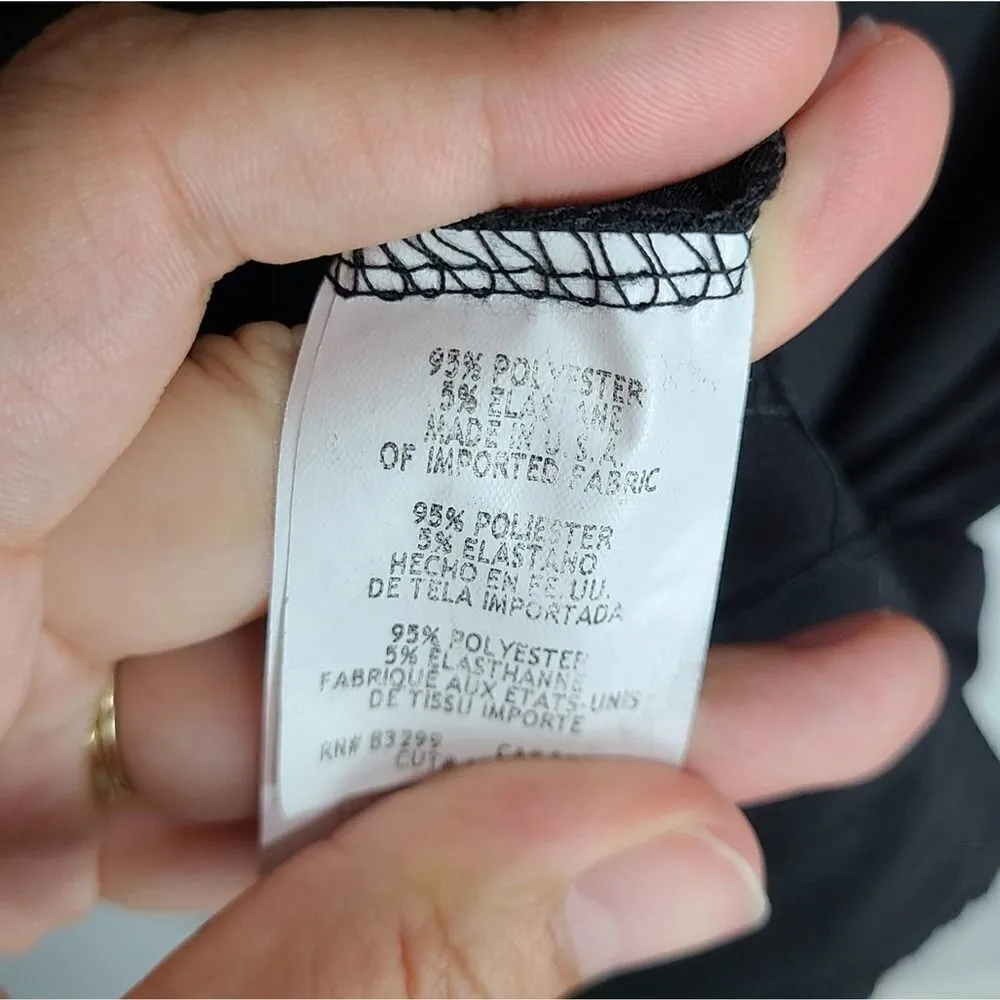 95% POLYESTER
5% ELASTANE
MADE IN U.S.A.
OF IMPORTED FABRIC
95% POLIESTER
5% ELASTANO
HECHO EN EE. UU.
DE TELA IMPORTADA
95% POLYESTER
5% ELASTHANNE
FABRIQUE AUX ETATS-UNIS
DE TISSU IMPORTE
RN# 83299
CUT#